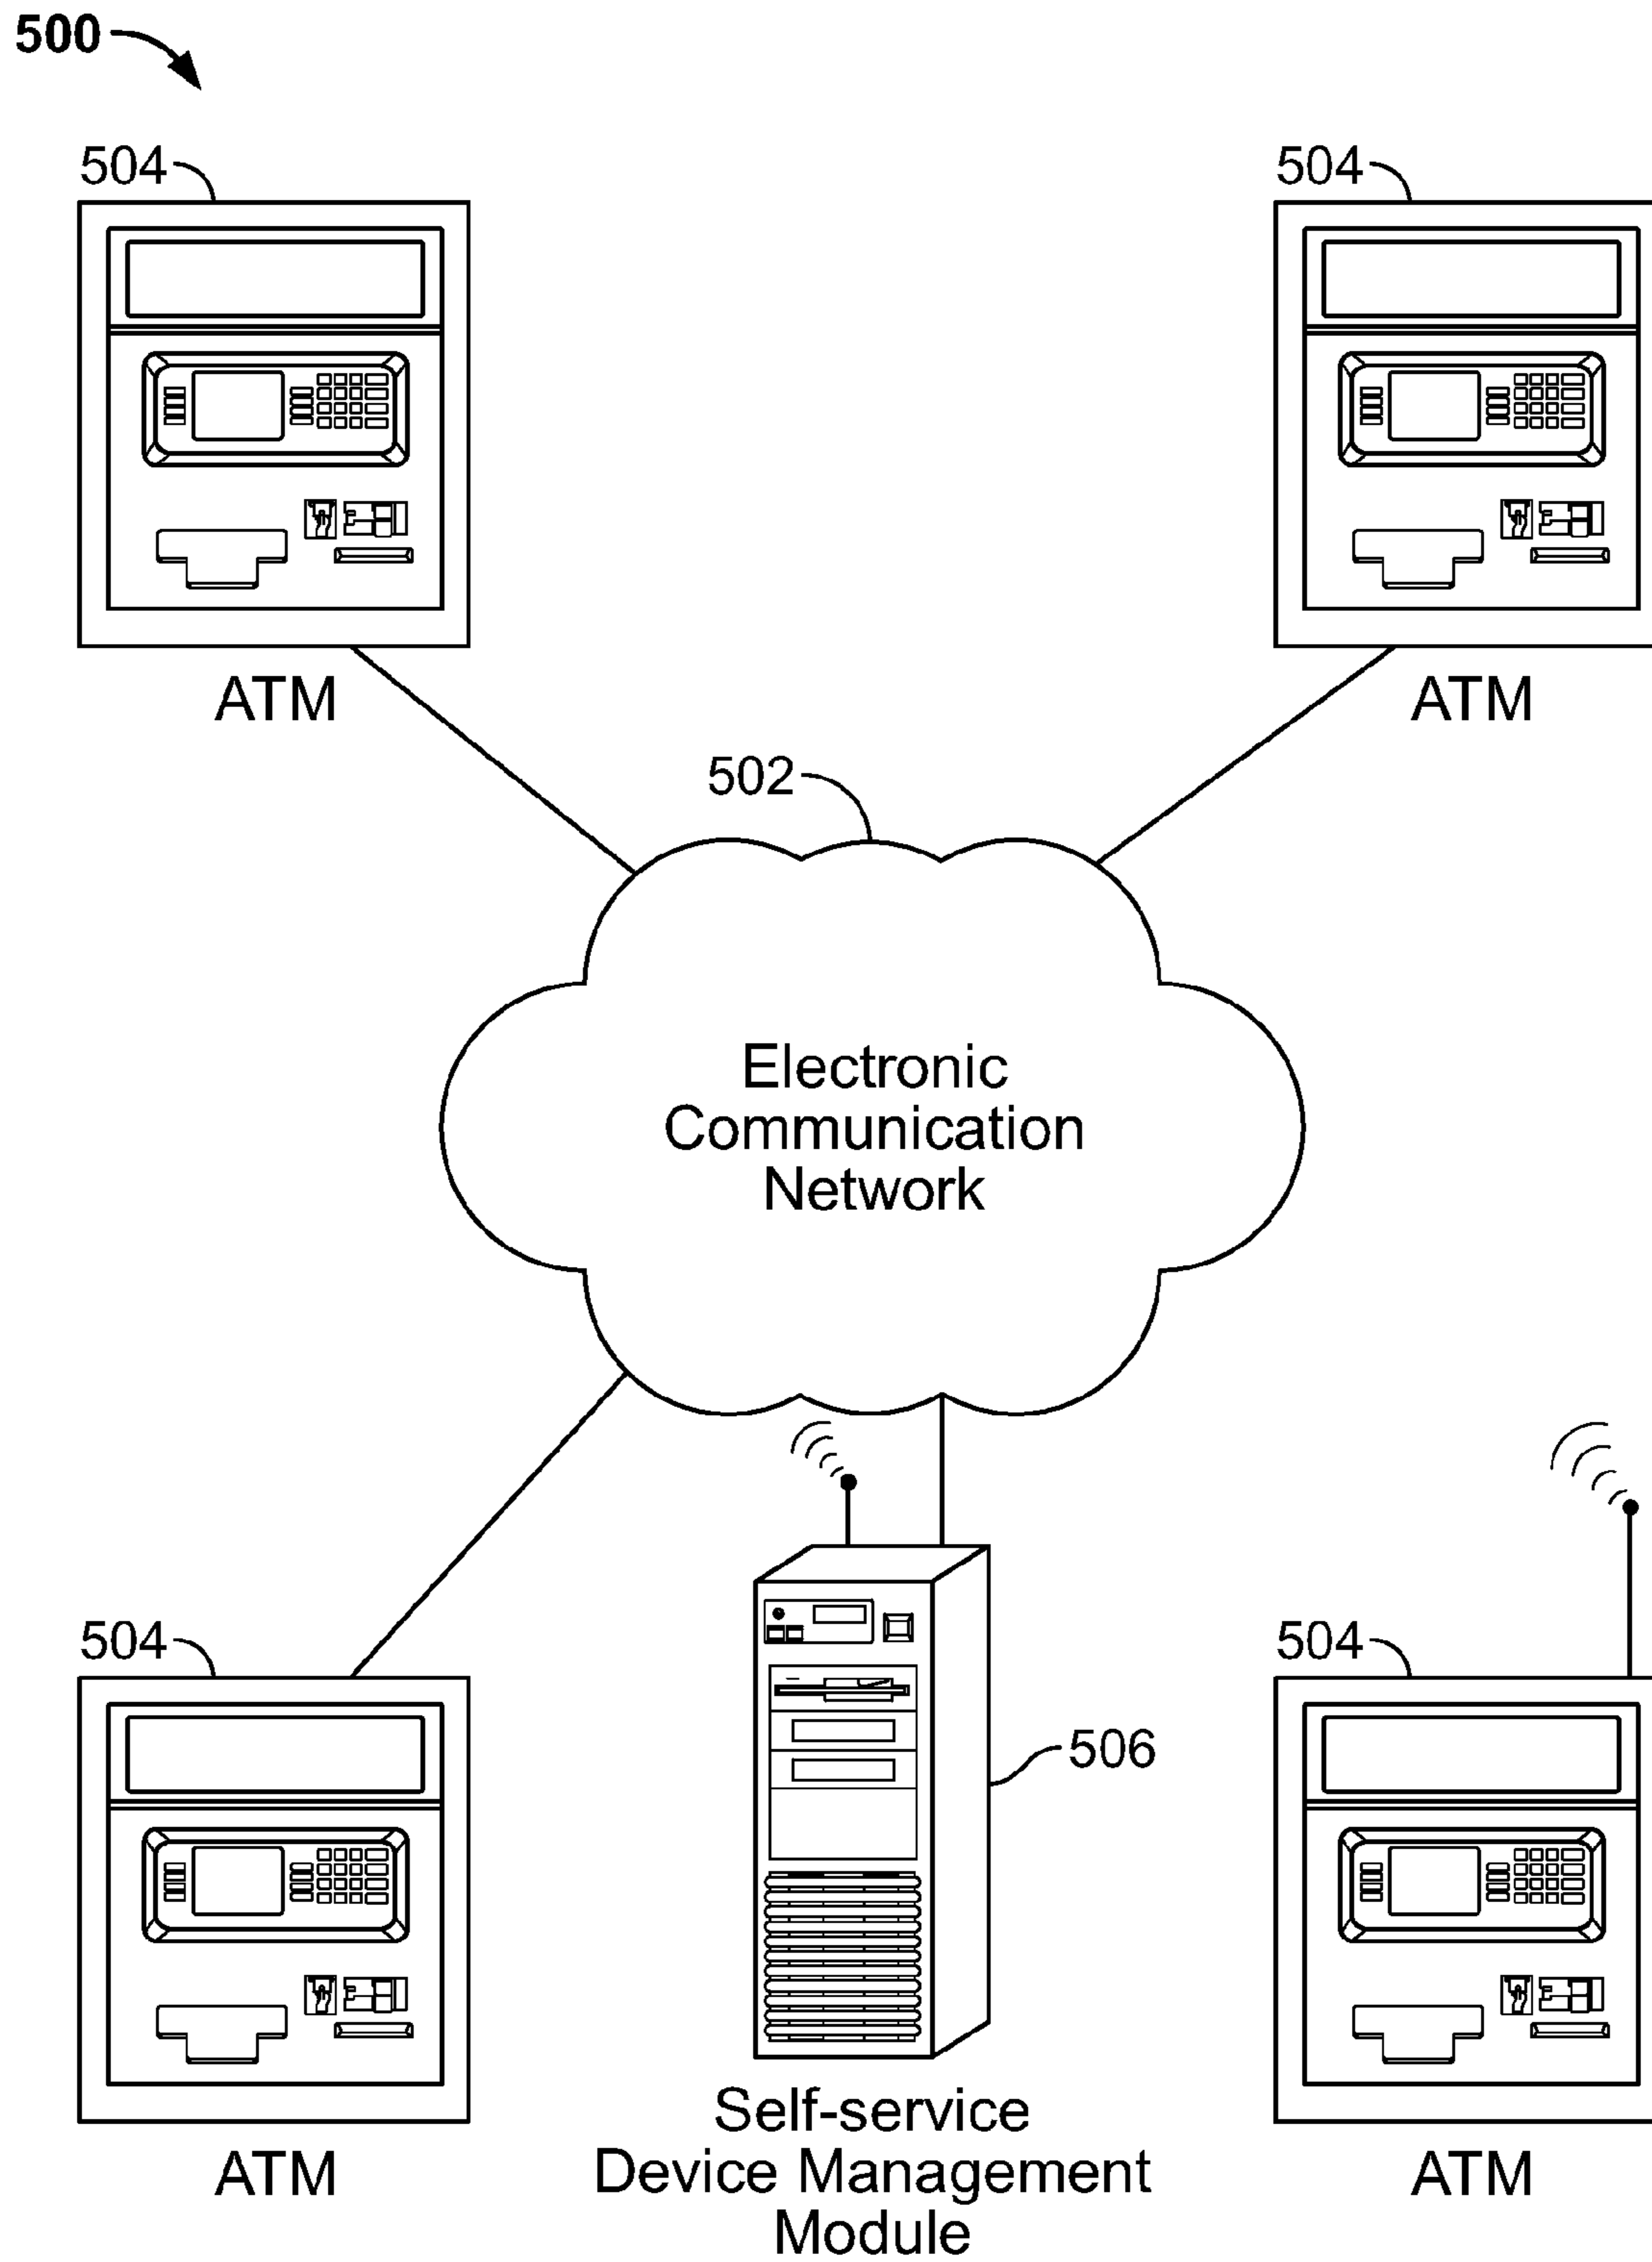 500
504
504
ATM
ATM
502
Electronic
Communication
Network
504
504
506
Self-service
Device Management
Module
ATM
ATM